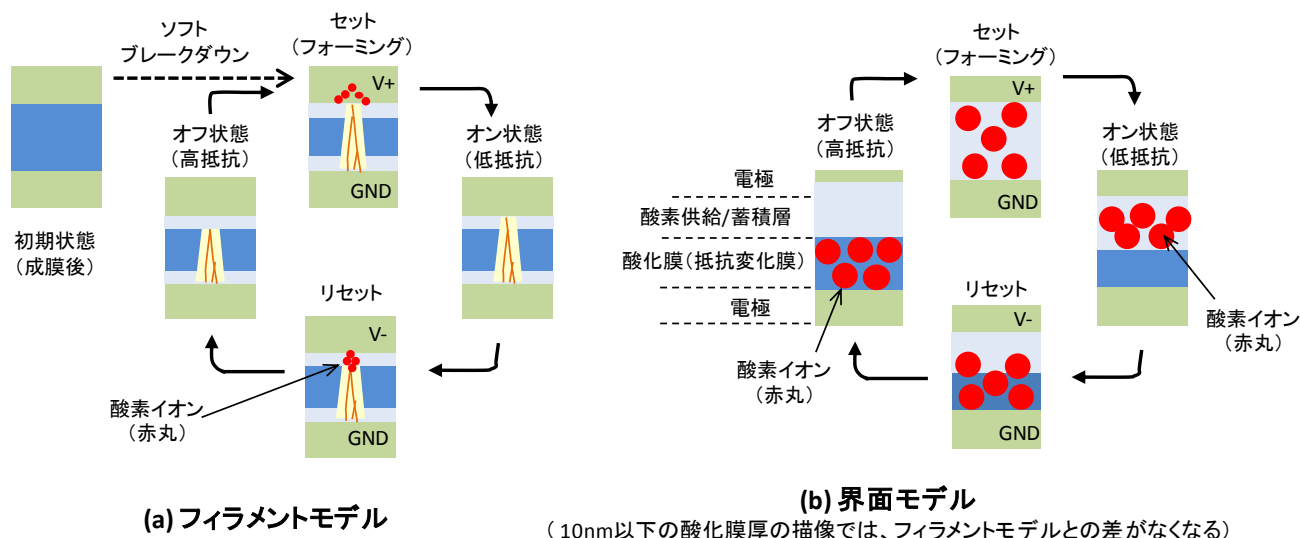 ソフト
ブレークダウン
セット
(フォーミング)
V+
GND
オフ状態
(高抵抗)
オン状態
(低抵抗)
初期状態
(成膜後)
リセット
V-
GND
酸素イオン
(赤丸)
(a) フィラメントモデル
セット
(フォーミング)
V+
GND
オフ状態
(高抵抗)
オン状態
(低抵抗)
電極
酸素供給/蓄積層
酸化膜(抵抗変化膜)
電極
リセット
V-
GND
酸素イオン
(赤丸)
酸素イオン
(赤丸)
(b) 界面モデル
( 10nm以下の酸化膜厚の描像では、フィラメントモデルとの差がなくなる)